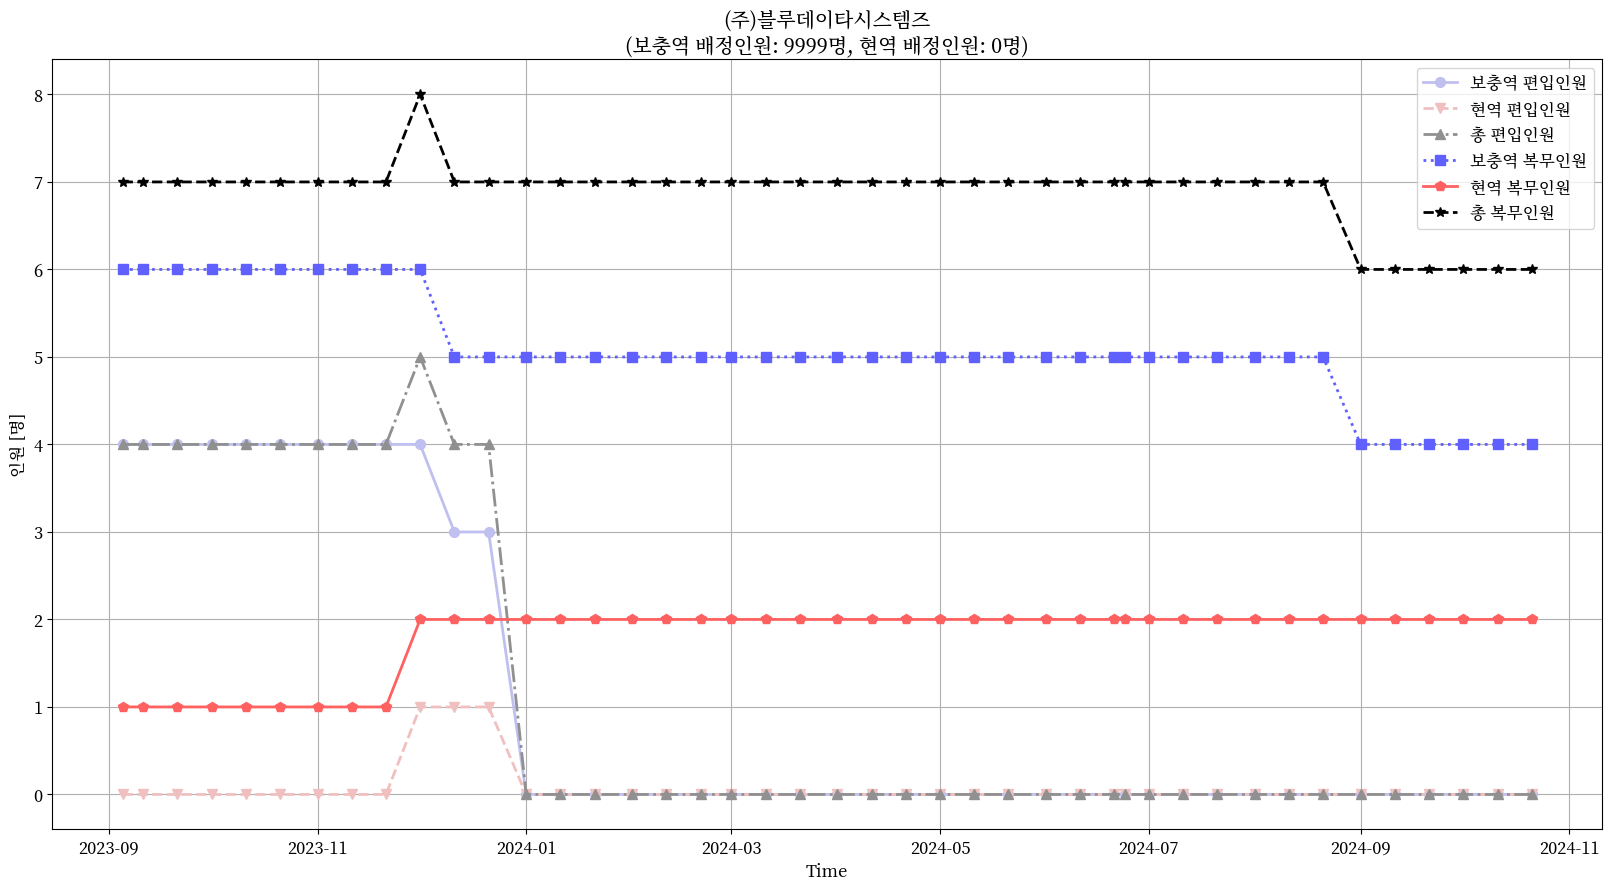 (주)블루데이타시스템즈
(보충역 배정인원: 9999명, 현역 배정인원: 0명)
보충역 편입인원
현역 편입인원
총 편입인원
보충역 복무인원
현역 복무인원
총 복무인원
인원 [명]
8
7
6
5
4
3
2
1
0
2023-09 2023-11 2024-01 2024-03 2024-05 2024-07 2024-09 2024-11
Time